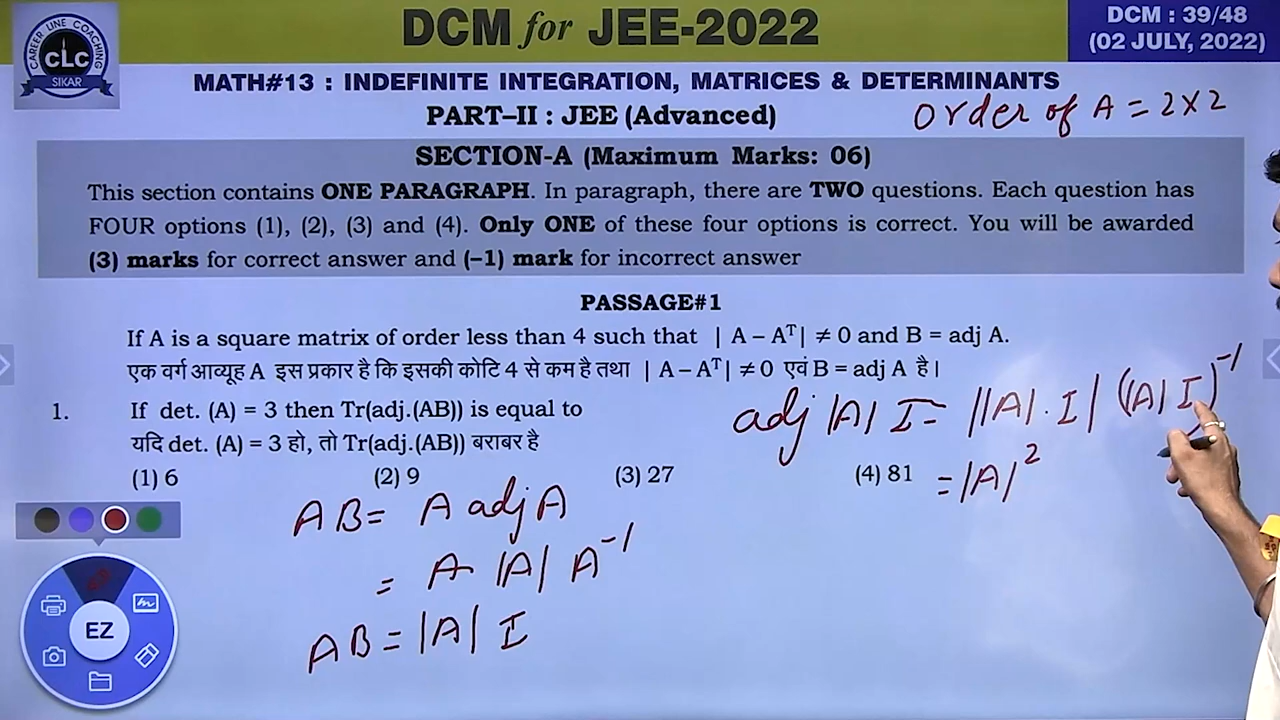 CAREER LINE COACHING
CLC
SIKAR
DCM for JEE-2022
DCM : 39/48
(02 JULY, 2022)
MATH#13 : INDEFINITE INTEGRATION, MATRICES & DETERMINANTS
PART–II : JEE (Advanced)
order of A = 2×2
SECTION-A (Maximum Marks: 06)
This section contains ONE PARAGRAPH. In paragraph, there are TWO questions. Each question has
FOUR options (1), (2), (3) and (4). Only ONE of these four options is correct. You will be awarded
(3) marks for correct answer and (–1) mark for incorrect answer
PASSAGE#1
If A is a square matrix of order less than 4 such that | A – Aᵀ| ≠ 0 and B = adj A.
एक वर्ग आव्यूह A इस प्रकार है कि इसकी कोटि 4 से कम है तथा | A – Aᵀ| ≠ 0 एवं B = adj A है।
1. If det. (A) = 3 then Tr(adj.(AB)) is equal to
यदि det. (A) = 3 हो, तो Tr(adj.(AB)) बराबर है
(1) 6 (2) 9 (3) 27 (4) 81
adj |A| I = ||A|. I| (|A| I)⁻¹
= |A|²
AB = A adj A
= A |A| A⁻¹
AB = |A| I
EZ